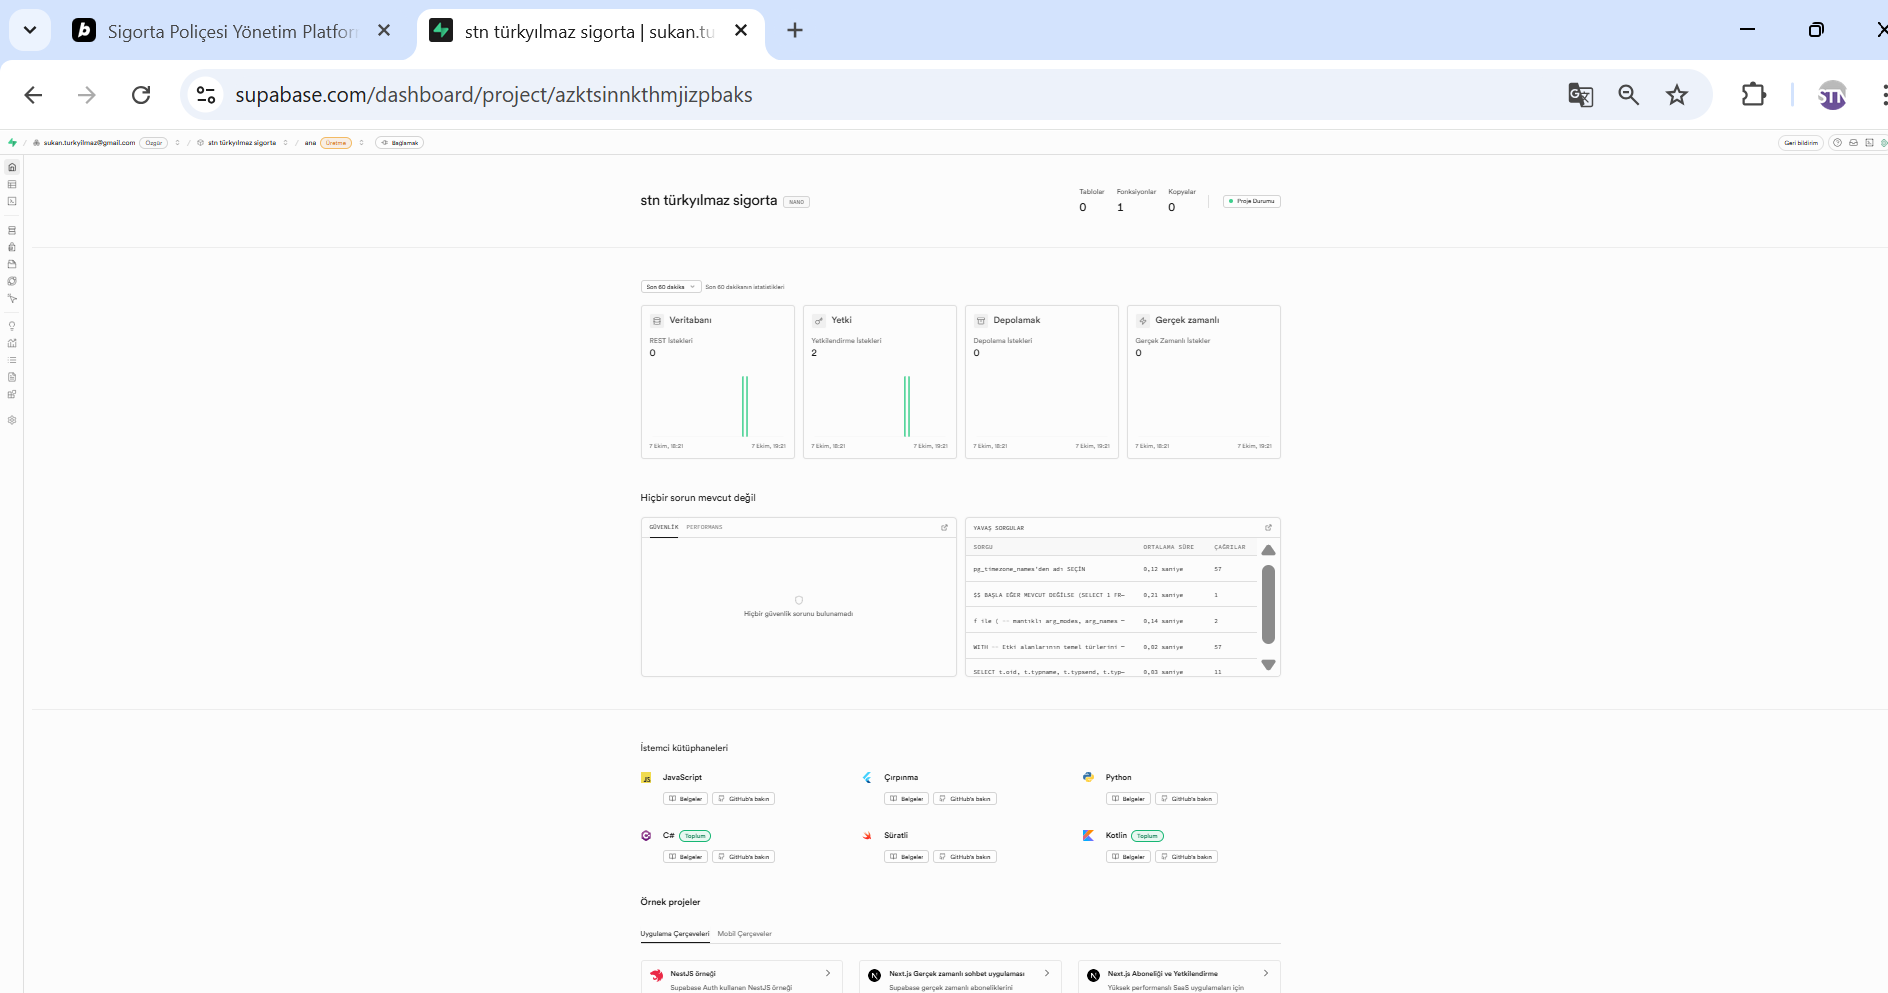 Sigorta Poliçesi Yönetim Platfor
stn türkyılmaz sigorta | sukan.tu
supabase.com/dashboard/project/azktsinnkthmjizpbaks
STN
/ sukan.turkyilmaz@gmail.com Özgür / stn türkyılmaz sigorta / ana Üretme Bağlamak
Geri bildirim
stn türkyılmaz sigorta NANO
Tablolar Fonksiyonlar Kopyalar
0 1 0
Proje Durumu
Son 60 dakika Son 60 dakikanın istatistikleri
Veritabanı
REST İstekleri
0
7 Ekim, 18:21 7 Ekim, 19:21
Yetki
Yetkilendirme İstekleri
2
7 Ekim, 18:21 7 Ekim, 19:21
Depolamak
Depolama İstekleri
0
7 Ekim, 18:21 7 Ekim, 19:21
Gerçek zamanlı
Gerçek Zamanlı İstekler
0
7 Ekim, 18:21 7 Ekim, 19:21
Hiçbir sorun mevcut değil
GÜVENLİK PERFORMANS
Hiçbir güvenlik sorunu bulunamadı
YAVAŞ SORGULAR
SORGU ORTALAMA SÜRE ÇAĞRILAR
pg_timezone_names'den adı SEÇİN 0,12 saniye 57
$$ BAŞLA EĞER MEVCUT DEĞİLSE (SELECT 1 FR… 0,21 saniye 1
f ile ( -- mantıklı arg_modes, arg_names … 0,14 saniye 2
WITH -- Etki alanlarının temel türlerini … 0,02 saniye 57
SELECT t.oid, t.typname, t.typsend, t.typ… 0,03 saniye 11
İstemci kütüphaneleri
JavaScript
Belgeler GitHub'a bakın
Çırpınma
Belgeler GitHub'a bakın
Python
Belgeler GitHub'a bakın
C# Toplum
Belgeler GitHub'a bakın
Süratli
Belgeler GitHub'a bakın
Kotlin Toplum
Belgeler GitHub'a bakın
Örnek projeler
Uygulama Çerçeveleri Mobil Çerçeveler
NestJS örneği
Supabase Auth kullanan NestJS örneği
Next.js Gerçek zamanlı sohbet uygulaması
Supabase gerçek zamanlı aboneliklerini
Next.js Aboneliği ve Yetkilendirme
Yüksek performanslı SaaS uygulamaları için